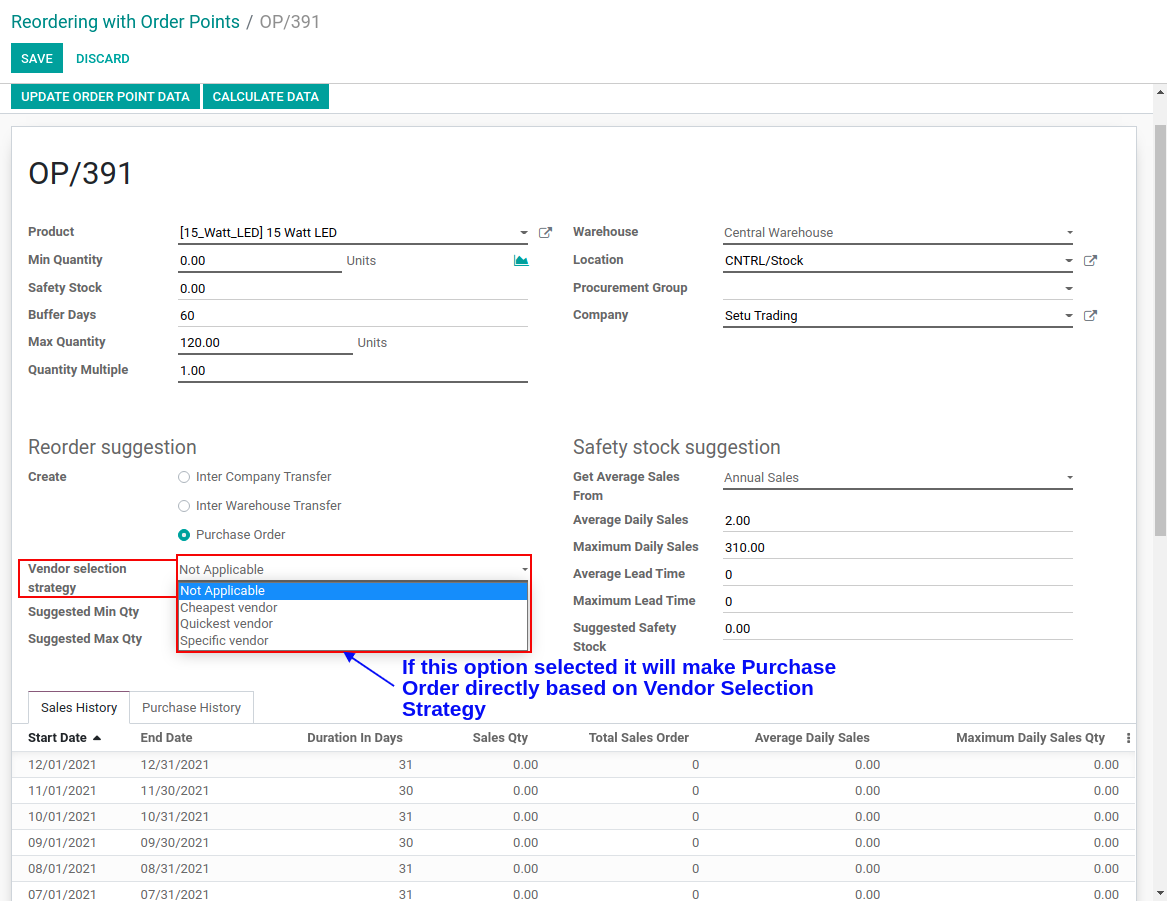 Reordering with Order Points / OP/391
SAVE DISCARD
UPDATE ORDER POINT DATA CALCULATE DATA
OP/391
Product [15_Watt_LED] 15 Watt LED
Min Quantity 0.00 Units
Safety Stock 0.00
Buffer Days 60
Max Quantity 120.00 Units
Quantity Multiple 1.00
Warehouse Central Warehouse
Location CNTRL/Stock
Procurement Group
Company Setu Trading
Reorder suggestion
Create Inter Company Transfer
Inter Warehouse Transfer
Purchase Order
Vendor selection
strategy
Not Applicable
Not Applicable
Cheapest vendor
Quickest vendor
Specific vendor
Suggested Min Qty
Suggested Max Qty
Safety stock suggestion
Get Average Sales
From
Annual Sales
Average Daily Sales 2.00
Maximum Daily Sales 310.00
Average Lead Time 0
Maximum Lead Time 0
Suggested Safety
Stock
0.00
If this option selected it will make Purchase
Order directly based on Vendor Selection
Strategy
Sales History Purchase History
Start Date End Date Duration In Days Sales Qty Total Sales Order Average Daily Sales Maximum Daily Sales Qty
12/01/2021 12/31/2021 31 0.00 0 0.00 0.00
11/01/2021 11/30/2021 30 0.00 0 0.00 0.00
10/01/2021 10/31/2021 31 0.00 0 0.00 0.00
09/01/2021 09/30/2021 30 0.00 0 0.00 0.00
08/01/2021 08/31/2021 31 0.00 0 0.00 0.00
07/01/2021 07/31/2021 31 0.00 0 0.00 0.00